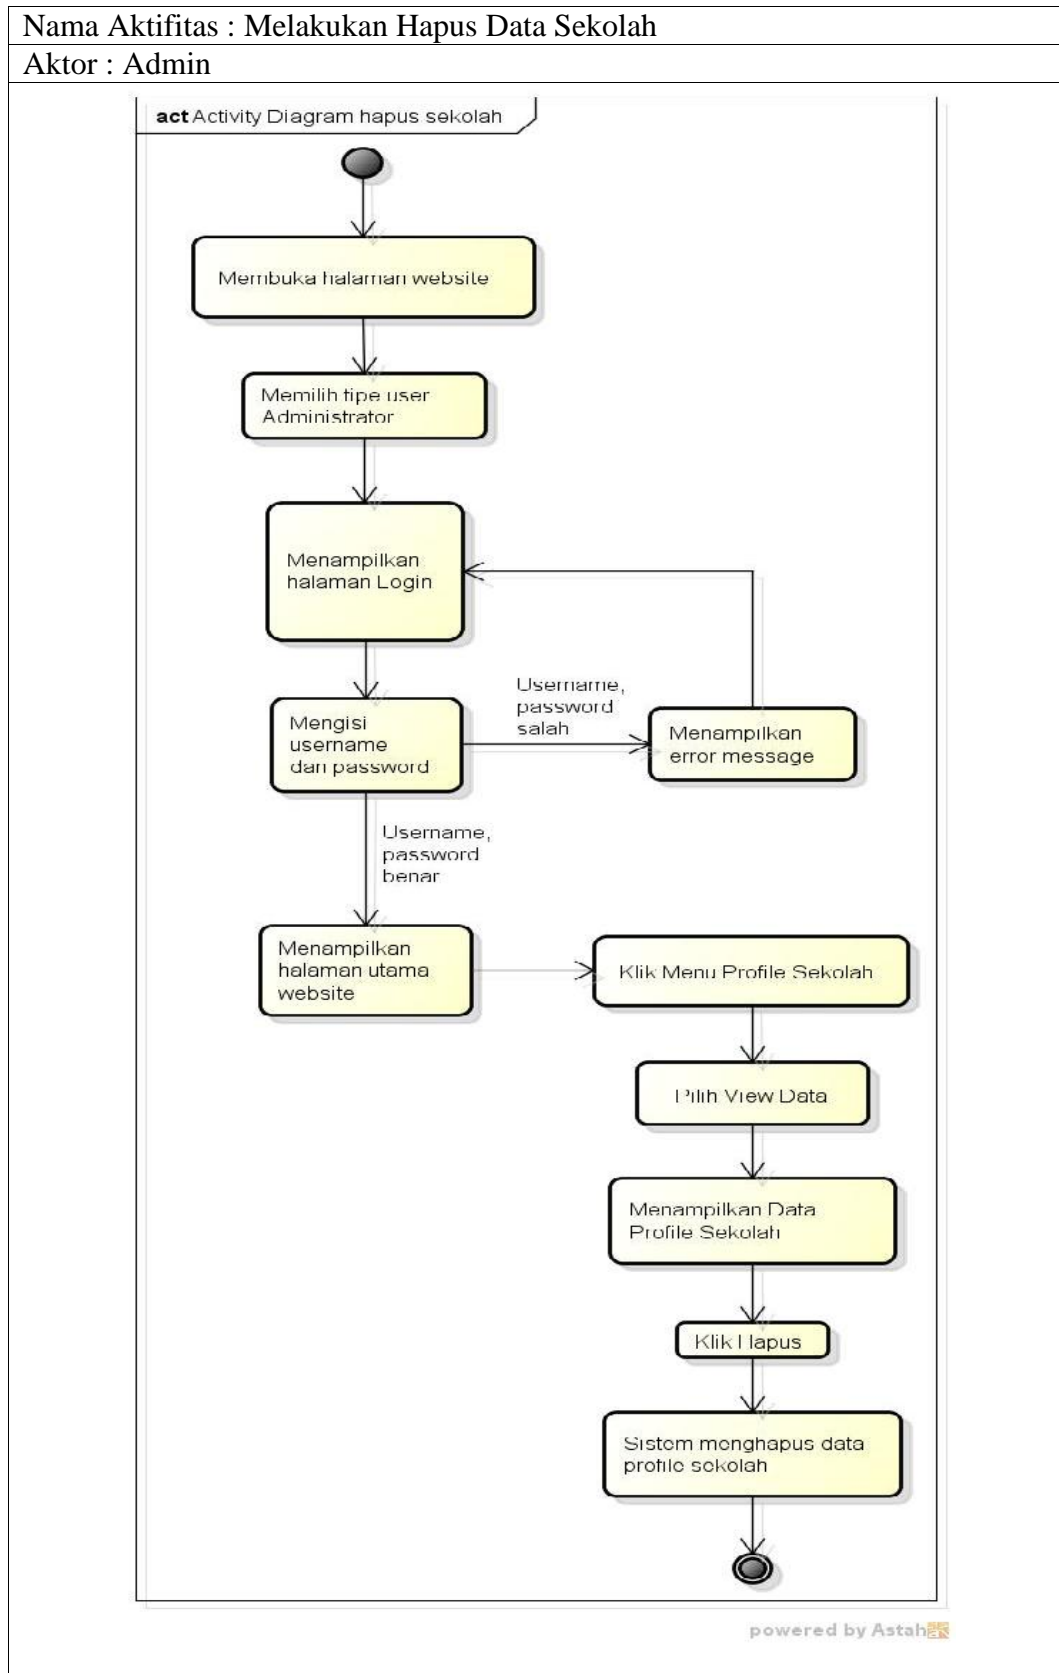 Nama Aktifitas : Melakukan Hapus Data Sekolah
Aktor : Admin
act Activity Diagram hapus sekolah
Membuka halaman website
Memilih tipe user
Administrator
Menampilkan
halaman Login
Mengisi
username
dan password
Username,
password
salah
Menampilkan
error message
Username,
password
benar
Menampilkan
halaman utama
website
Klik Menu Profile Sekolah
Pilih View Data
Menampilkan Data
Profile Sekolah
Klik Hapus
Sistem menghapus data
profile sekolah
powered by Astah